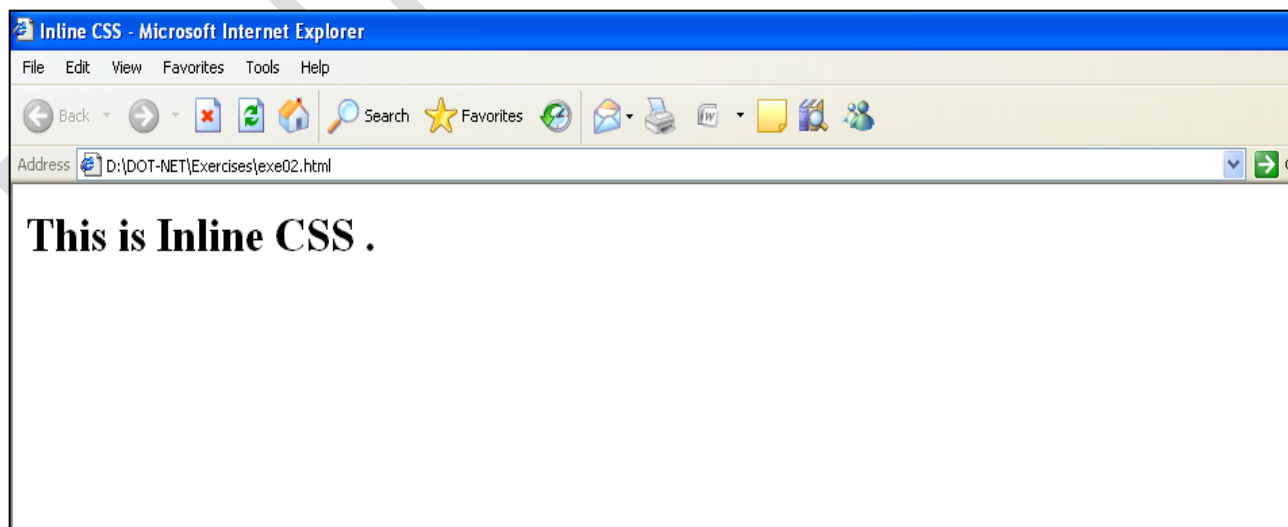 Inline CSS - Microsoft Internet Explorer
File Edit View Favorites Tools Help
Back Search Favorites
Address D:\DOT-NET\Exercises\exe02.html
This is Inline CSS .